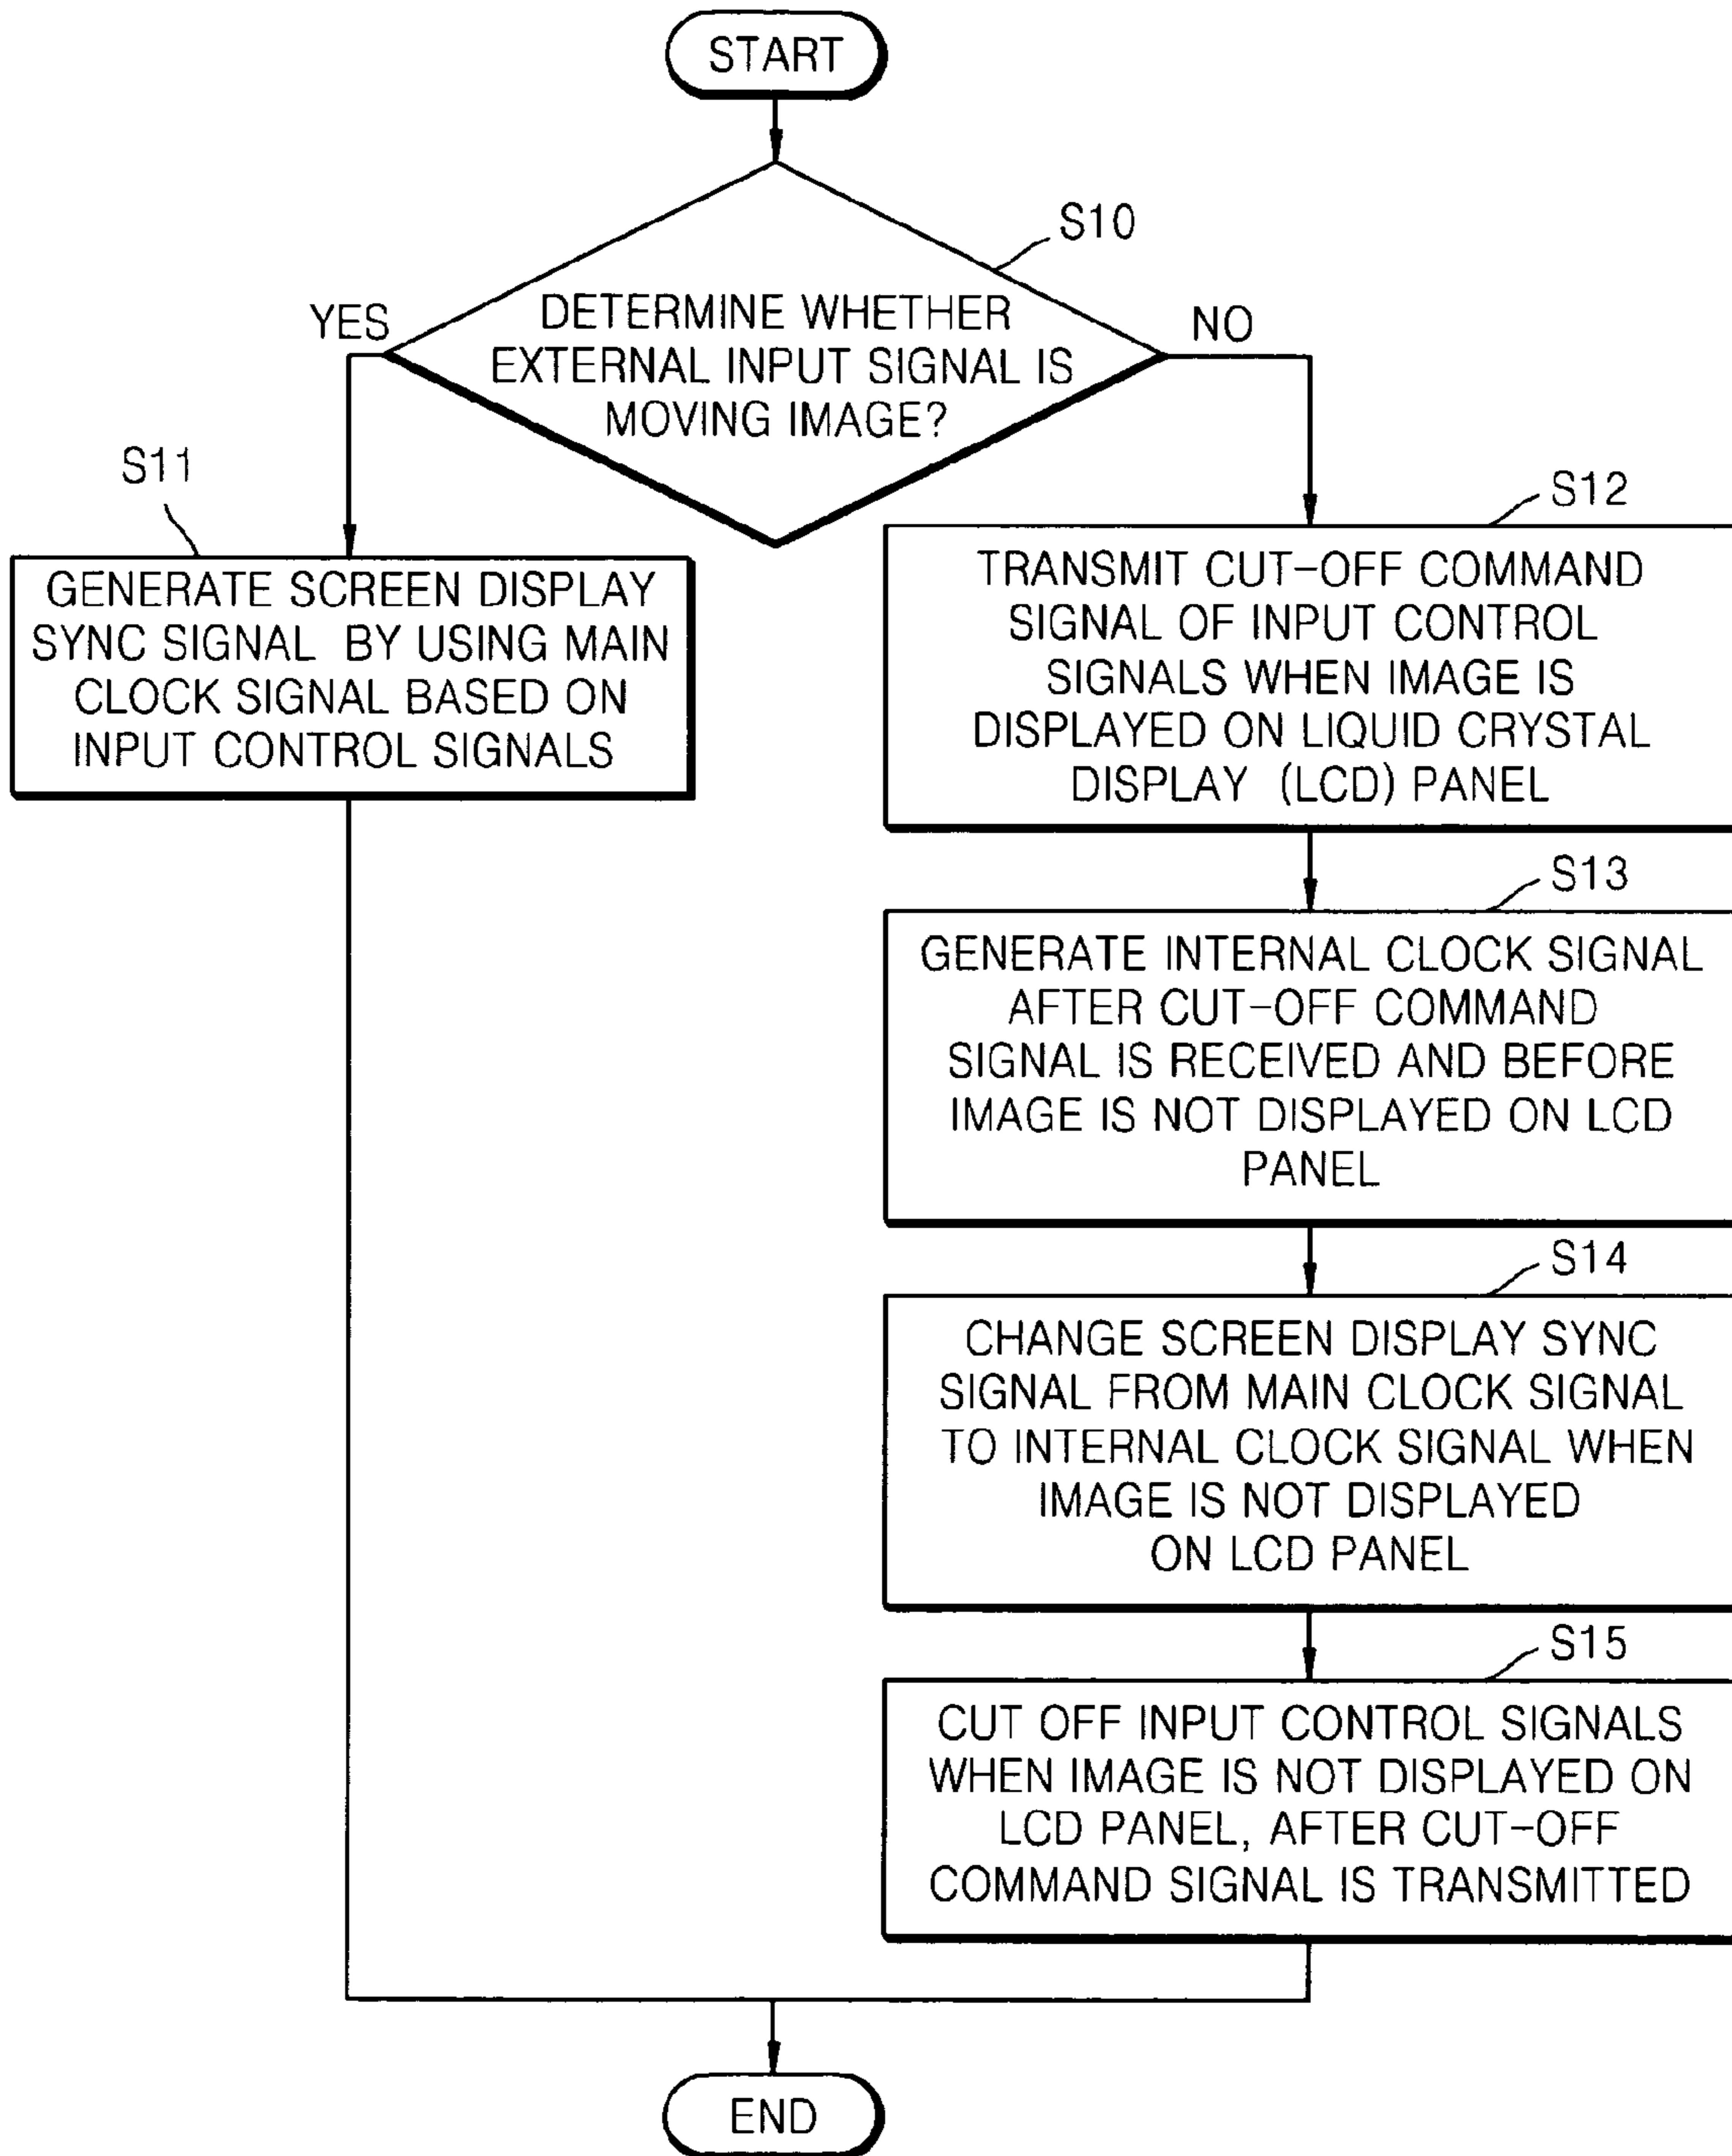 START
S10
DETERMINE WHETHER
EXTERNAL INPUT SIGNAL IS
MOVING IMAGE?
YES
NO
S11
GENERATE SCREEN DISPLAY
SYNC SIGNAL BY USING MAIN
CLOCK SIGNAL BASED ON
INPUT CONTROL SIGNALS
S12
TRANSMIT CUT-OFF COMMAND
SIGNAL OF INPUT CONTROL
SIGNALS WHEN IMAGE IS
DISPLAYED ON LIQUID CRYSTAL
DISPLAY (LCD) PANEL
S13
GENERATE INTERNAL CLOCK SIGNAL
AFTER CUT-OFF COMMAND
SIGNAL IS RECEIVED AND BEFORE
IMAGE IS NOT DISPLAYED ON LCD
PANEL
S14
CHANGE SCREEN DISPLAY SYNC
SIGNAL FROM MAIN CLOCK SIGNAL
TO INTERNAL CLOCK SIGNAL WHEN
IMAGE IS NOT DISPLAYED
ON LCD PANEL
S15
CUT OFF INPUT CONTROL SIGNALS
WHEN IMAGE IS NOT DISPLAYED ON
LCD PANEL, AFTER CUT-OFF
COMMAND SIGNAL IS TRANSMITTED
END